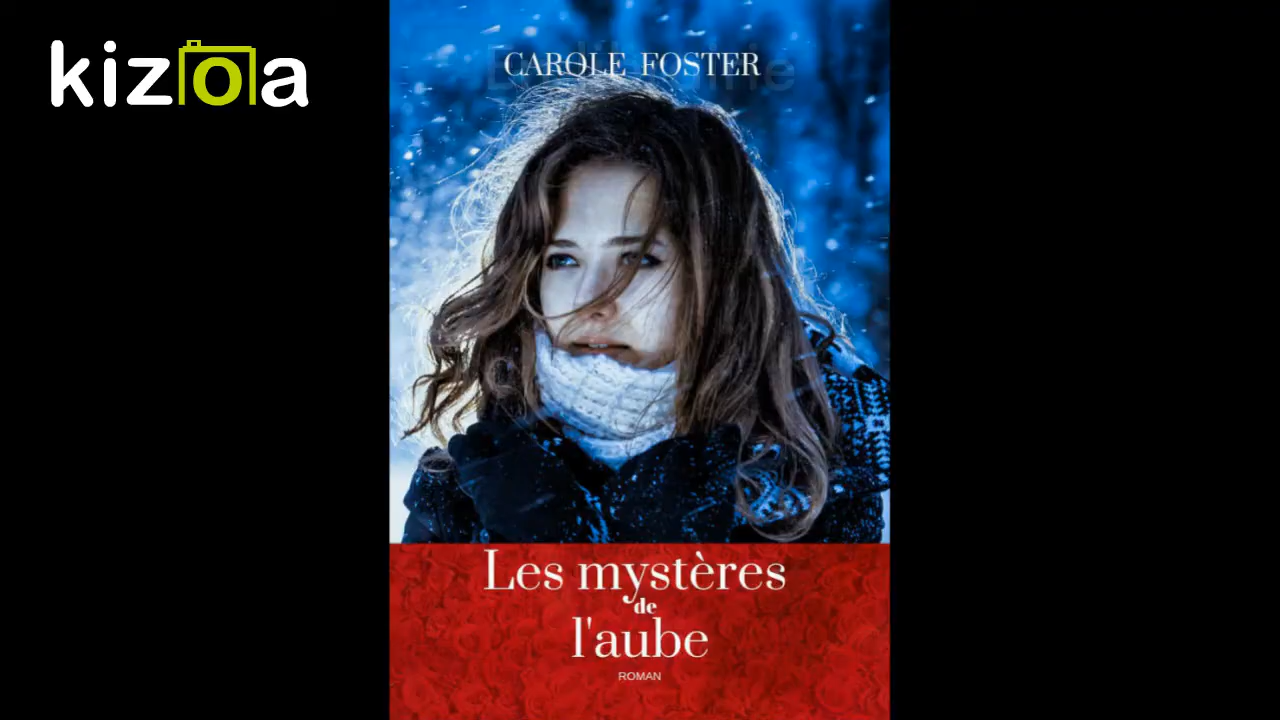 kizoa
CAROLE FOSTER
Les mystères
de
l'aube
ROMAN